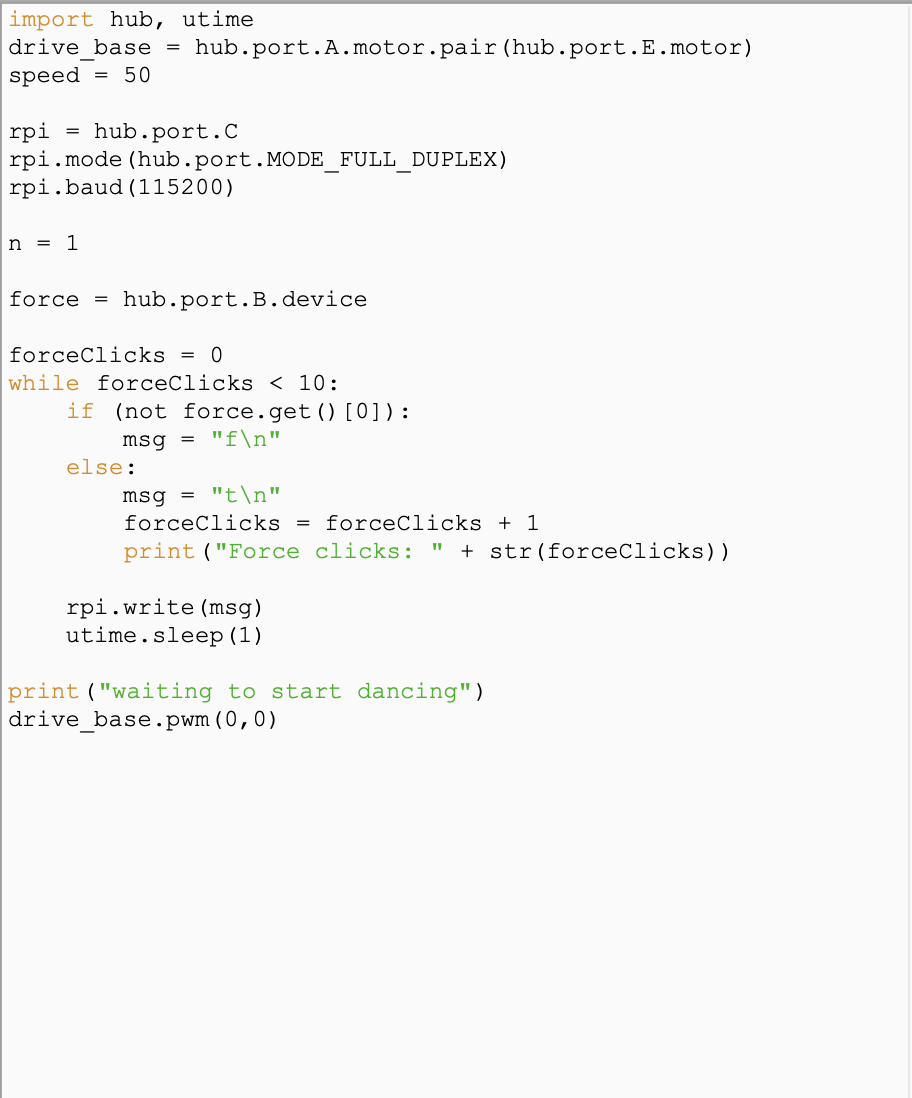 import hub, utime
drive_base = hub.port.A.motor.pair(hub.port.E.motor)
speed = 50
rpi = hub.port.C
rpi.mode(hub.port.MODE_FULL_DUPLEX)
rpi.baud(115200)
n = 1
force = hub.port.B.device
forceClicks = 0
while forceClicks < 10:
    if (not force.get()[0]):
        msg = "f\n"
    else:
        msg = "t\n"
        forceClicks = forceClicks + 1
        print("Force clicks: " + str(forceClicks))
    rpi.write(msg)
    utime.sleep(1)
print("waiting to start dancing")
drive_base.pwm(0,0)